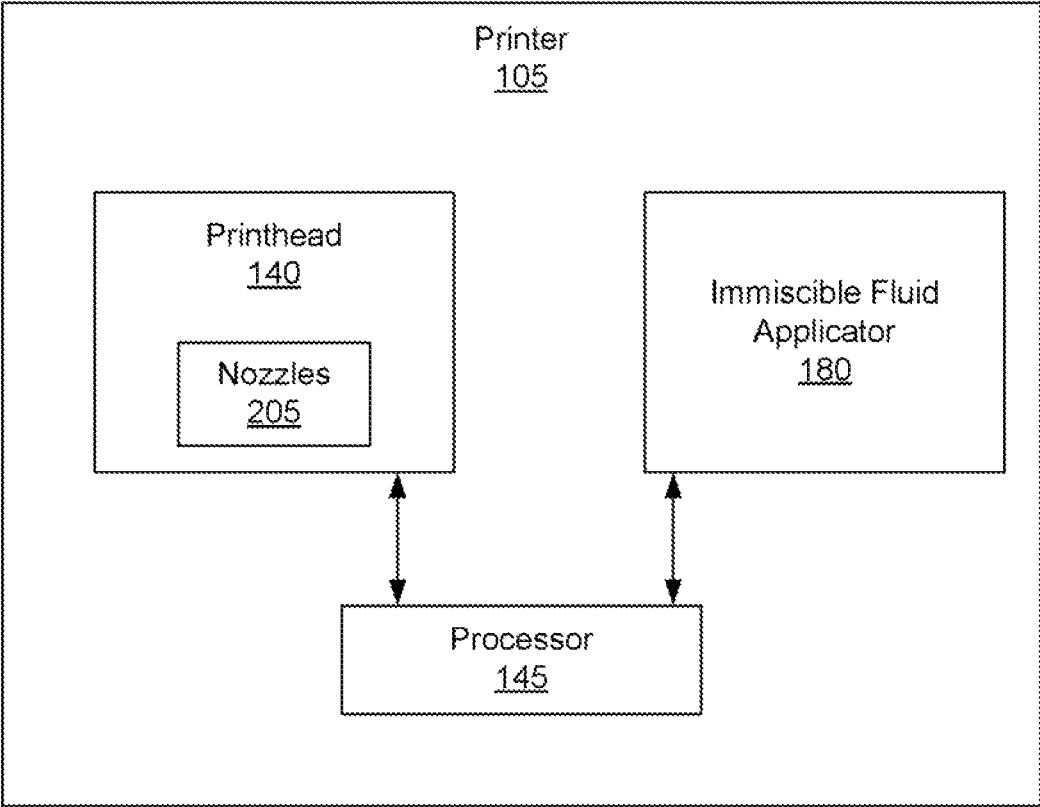 Printer
105
Printhead
140
Nozzles
205
Immiscible Fluid
Applicator
180
Processor
145